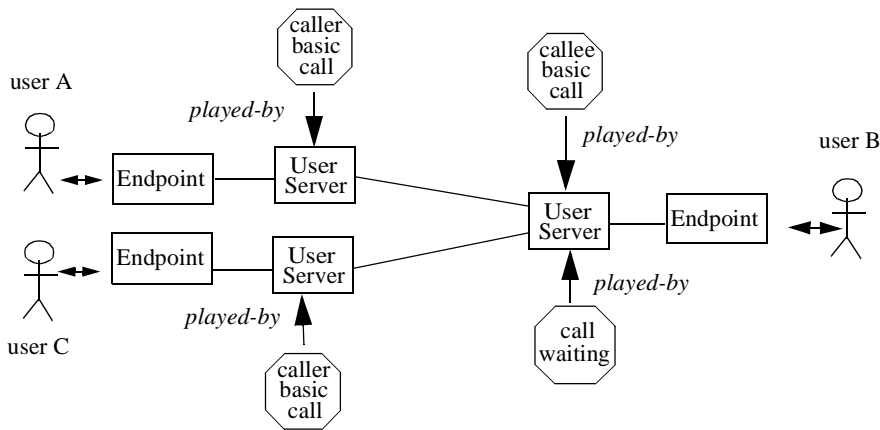 caller
basic
call
callee
basic
call
user A
played-by
played-by
user B
Endpoint
User
Server
User
Server
Endpoint
Endpoint
User
Server
played-by
played-by
user C
call
waiting
caller
basic
call